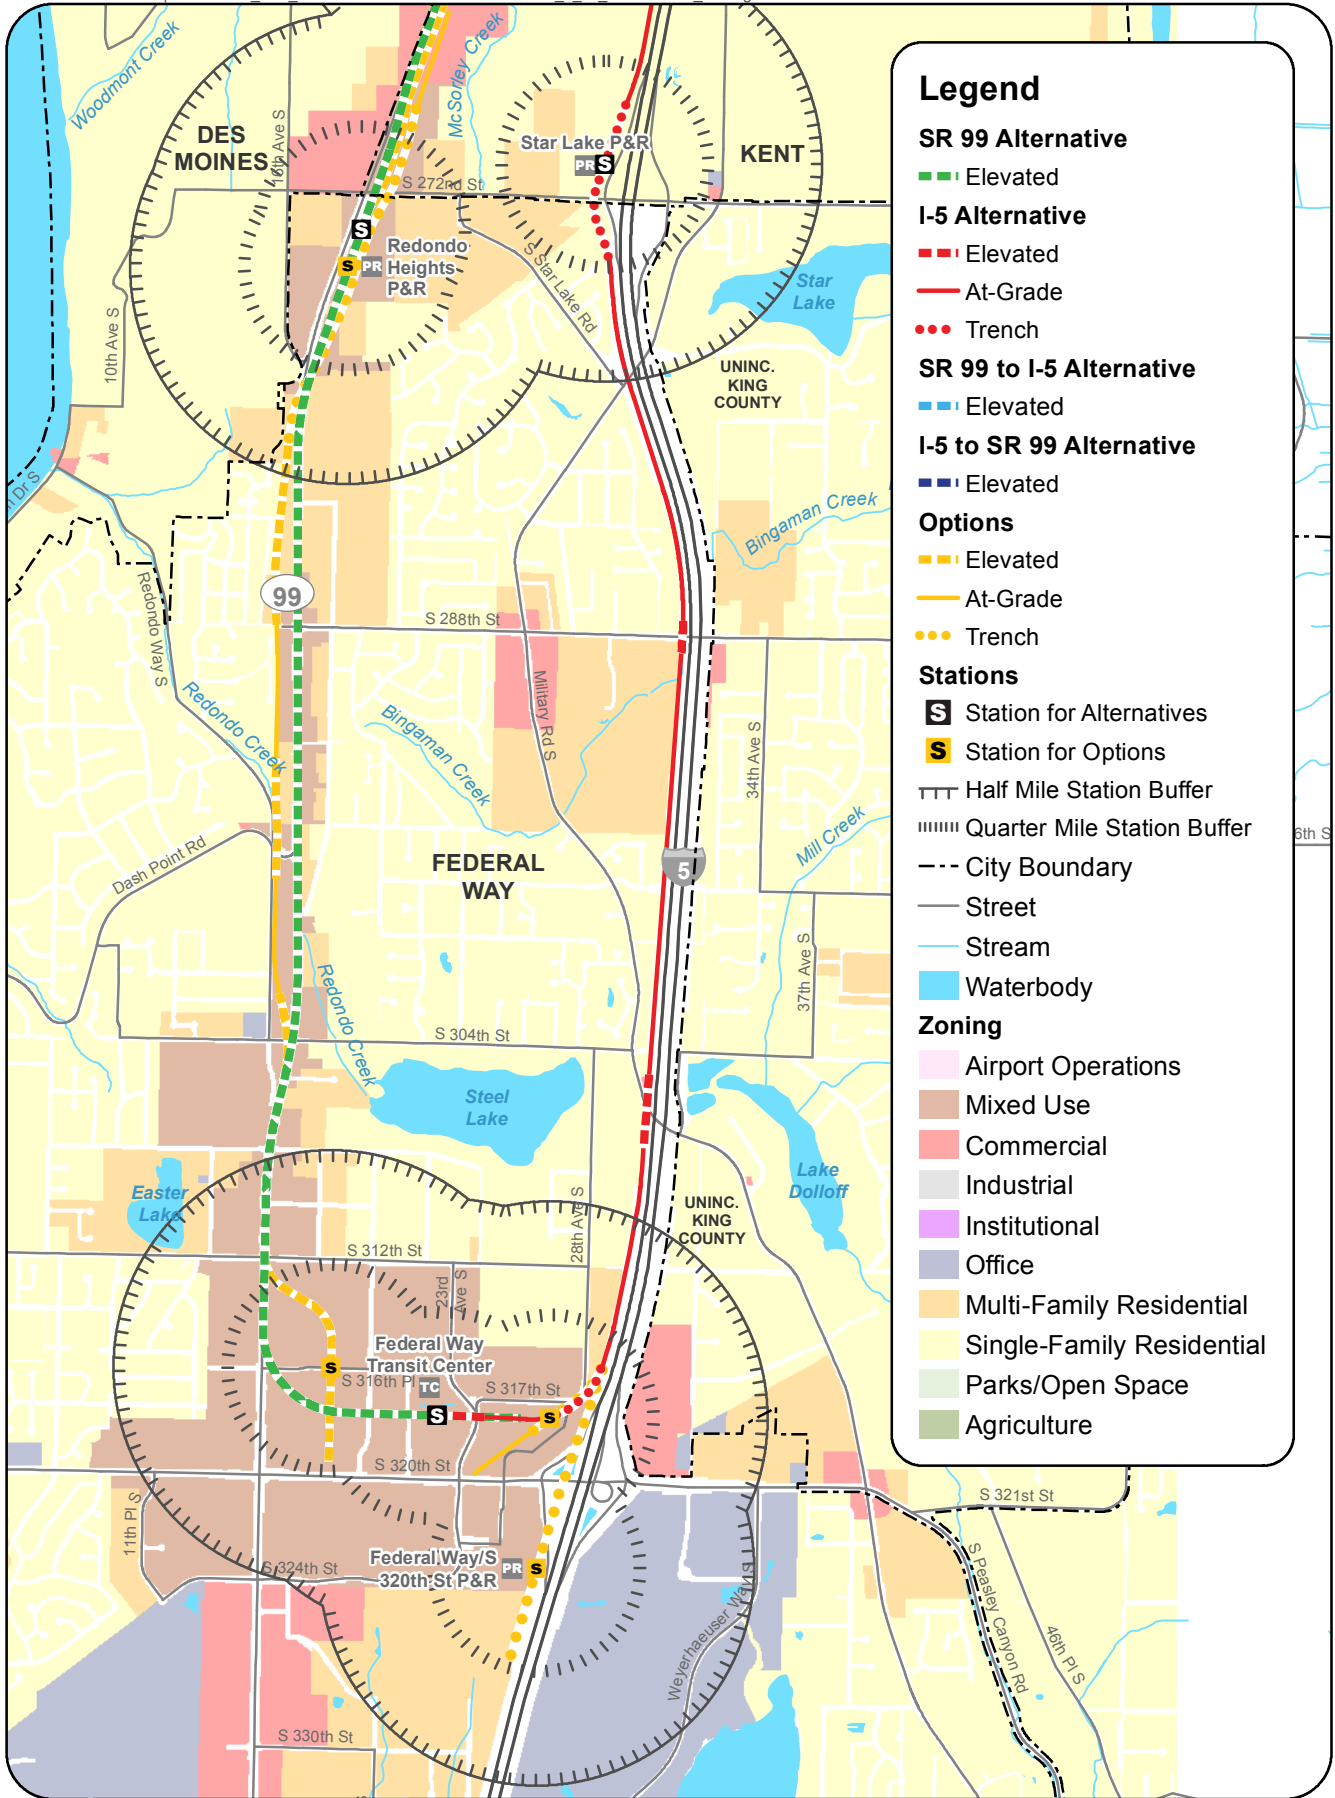 Woodmont Creek
McSorley Creek
DES
MOINES
16th Ave S
Star Lake P&R
PR
S
KENT
S 272nd St
S
Redondo
Heights
P&R
S
PR
S Star Lake Rd
Star
Lake
10th Ave S
UNINC.
KING
COUNTY
Dr S
Bingaman Creek
Redondo Way S
99
S 288th St
Military Rd S
Redondo Creek
Bingaman Creek
34th Ave S
Mill Creek
Dash Point Rd
FEDERAL
WAY
5
37th Ave S
Redondo Creek
S 304th St
Steel
Lake
Easter
Lake
Lake
Dolloff
UNINC.
KING
COUNTY
28th Ave S
S 312th St
23rd
Ave S
Federal Way
Transit Center
S
S 316th Pl
TC
S 317th St
S
S
S 320th St
11th Pl S
S 321st St
Federal Way/S
320th St P&R
PR
S
S 324th St
Weyerhaeuser Way S
S Peasley Canyon Rd
46th Pl S
S 330th St
6th S
Legend
SR 99 Alternative
Elevated
I-5 Alternative
Elevated
At-Grade
Trench
SR 99 to I-5 Alternative
Elevated
I-5 to SR 99 Alternative
Elevated
Options
Elevated
At-Grade
Trench
Stations
S Station for Alternatives
S Station for Options
Half Mile Station Buffer
Quarter Mile Station Buffer
City Boundary
Street
Stream
Waterbody
Zoning
Airport Operations
Mixed Use
Commercial
Industrial
Institutional
Office
Multi-Family Residential
Single-Family Residential
Parks/Open Space
Agriculture